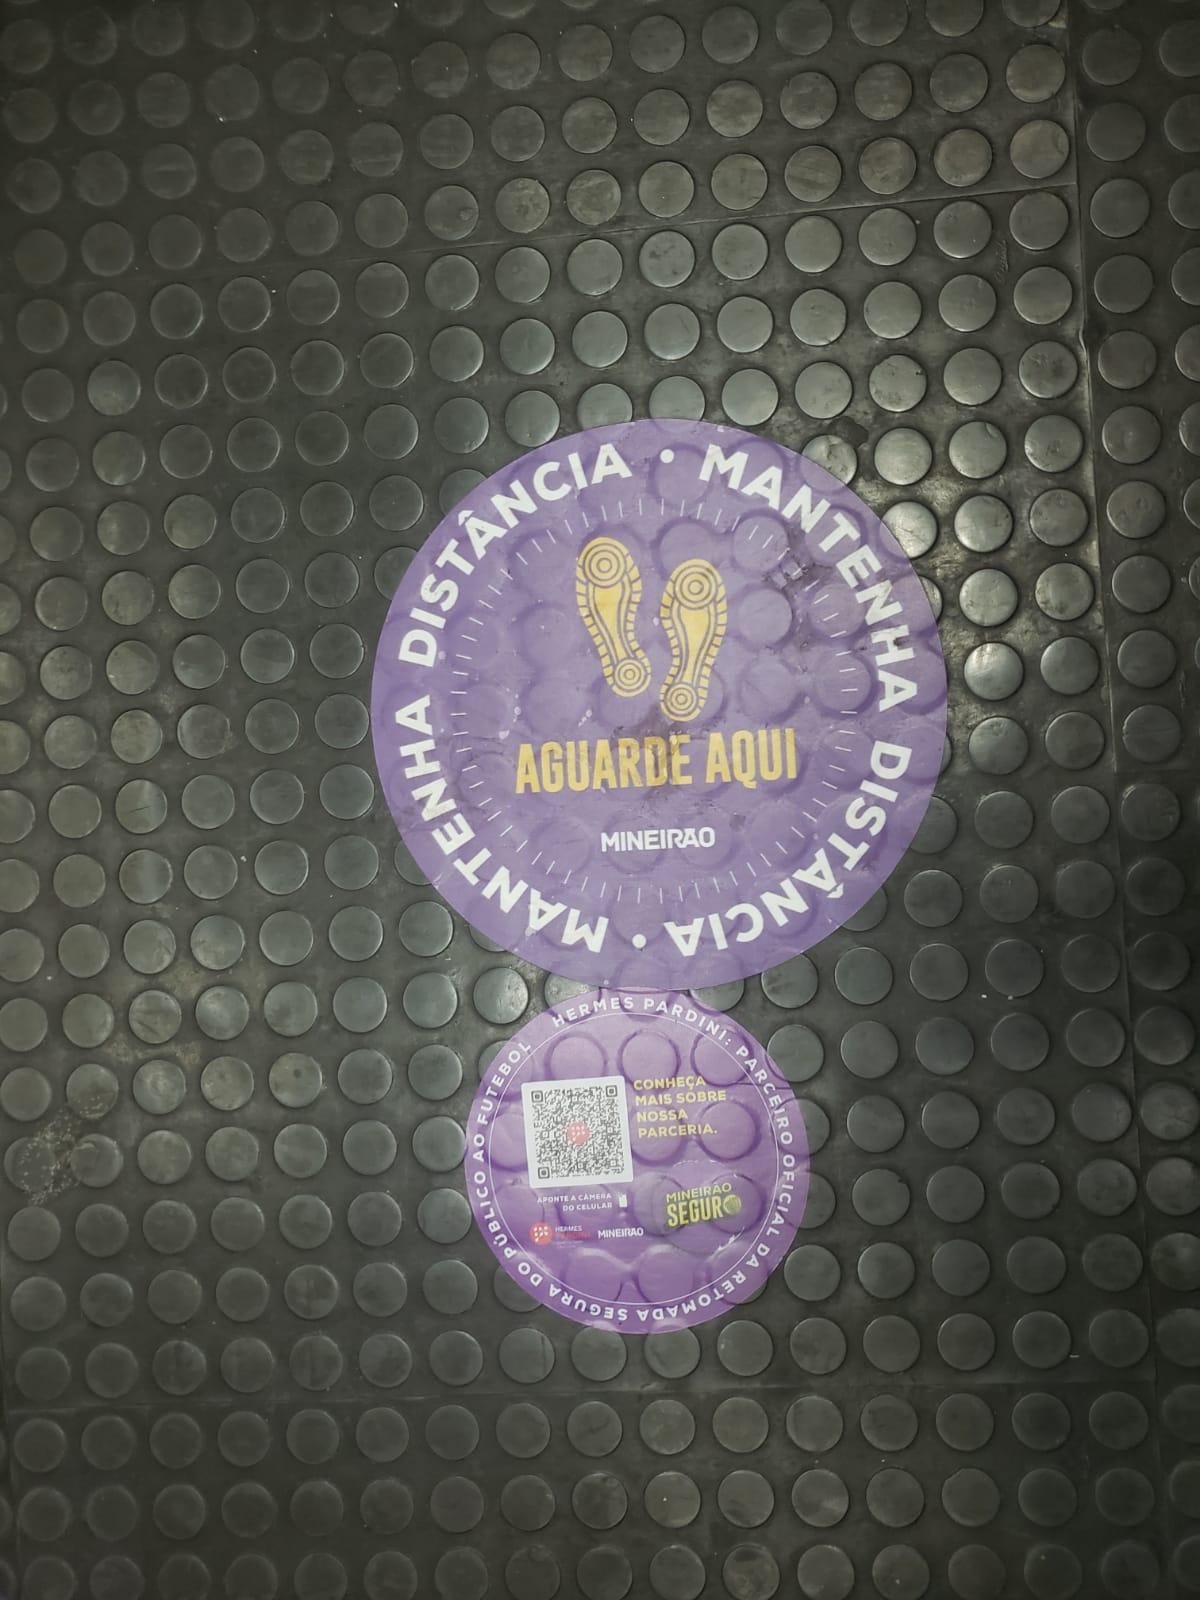 MANTENHA DISTÂNCIA • MANTENHA DISTÂNCIA •
AGUARDE AQUI
MINEIRÃO
HERMES PARDINI: PARCEIRO OFICIAL DA RETOMADA SEGURA DO PÚBLICO AO FUTEBOL
CONHEÇA
MAIS SOBRE
NOSSA
PARCERIA.
APONTE A CÂMERA
DO CELULAR
HERMES
MINEIRÃO
MINEIRÃO
SEGURO